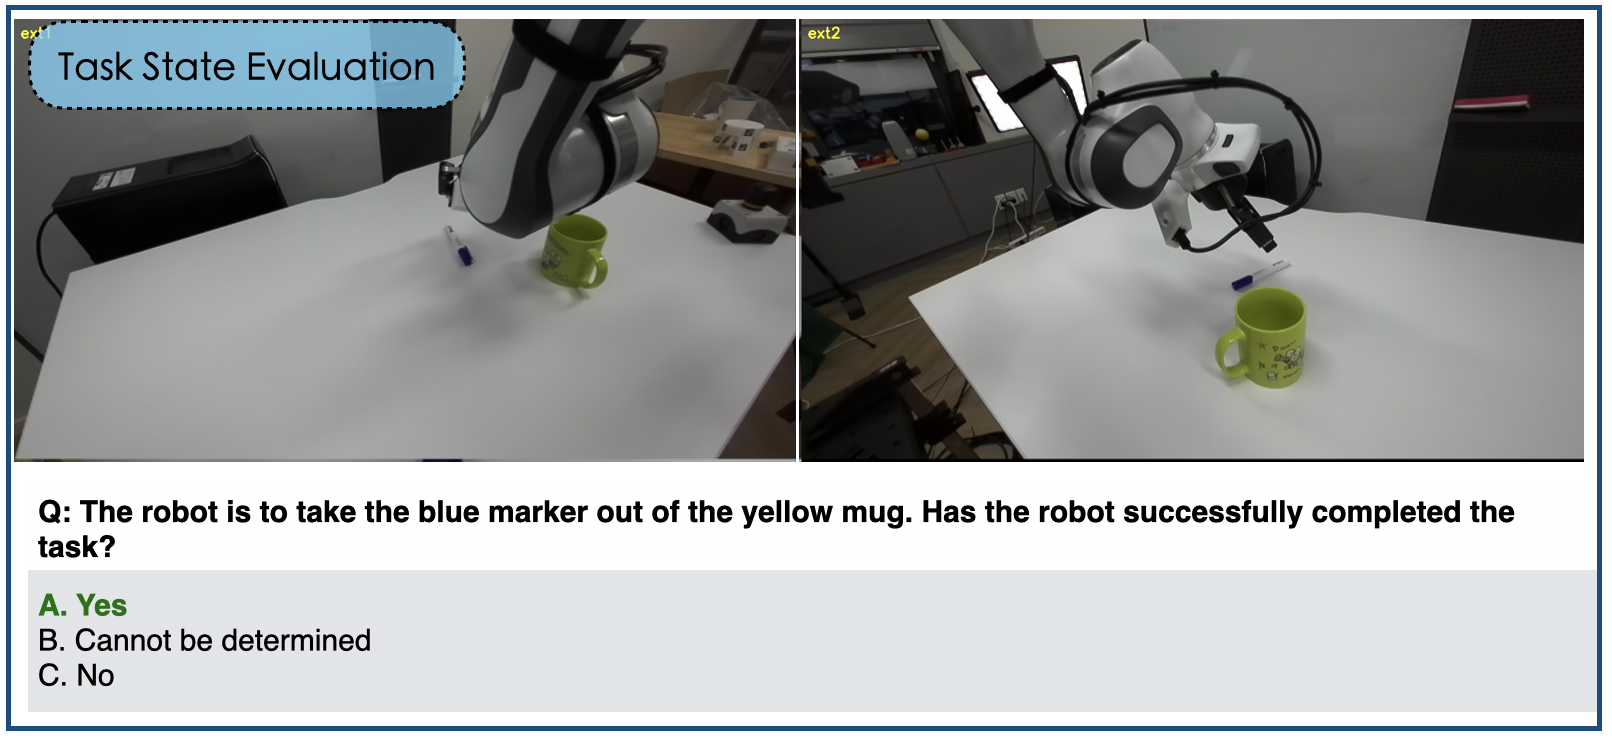 ext1
Task State Evaluation
ext2
Q: The robot is to take the blue marker out of the yellow mug. Has the robot successfully completed the
task?
A. Yes
B. Cannot be determined
C. No